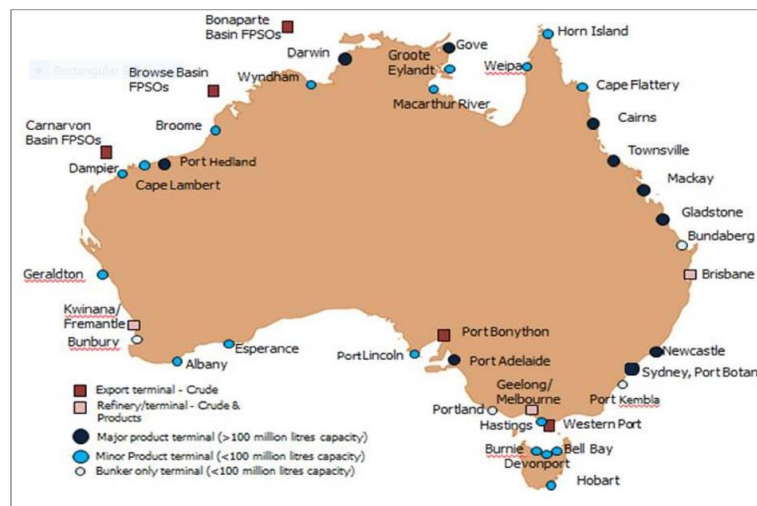 Bonaparte
Basin FPSOs
Darwin
Groote
Eylandt
Gove
Horn Island
Weipa
Browse Basin
FPSOs
Wyndham
Macarthur River
Cape Flattery
Carnarvon
Basin FPSOs
Broome
Cairns
Dampier
Port Hedland
Cape Lambert
Townsville
Mackay
Gladstone
Bundaberg
Geraldton
Brisbane
Kwinana/
Fremantle
Bunbury
Albany
Esperance
Port Lincoln
Port Bonython
Port Adelaide
Newcastle
Sydney, Port Botan
Geelong/
Melbourne
Port Kembla
Portland
Hastings
Western Port
Burnie
Bell Bay
Devonport
Hobart
Export terminal - Crude
Refinery/terminal - Crude &
Products
Major product terminal (>100 million litres capacity)
Minor Product terminal (<100 million litres capacity)
Bunker only terminal (<100 million litres capacity)